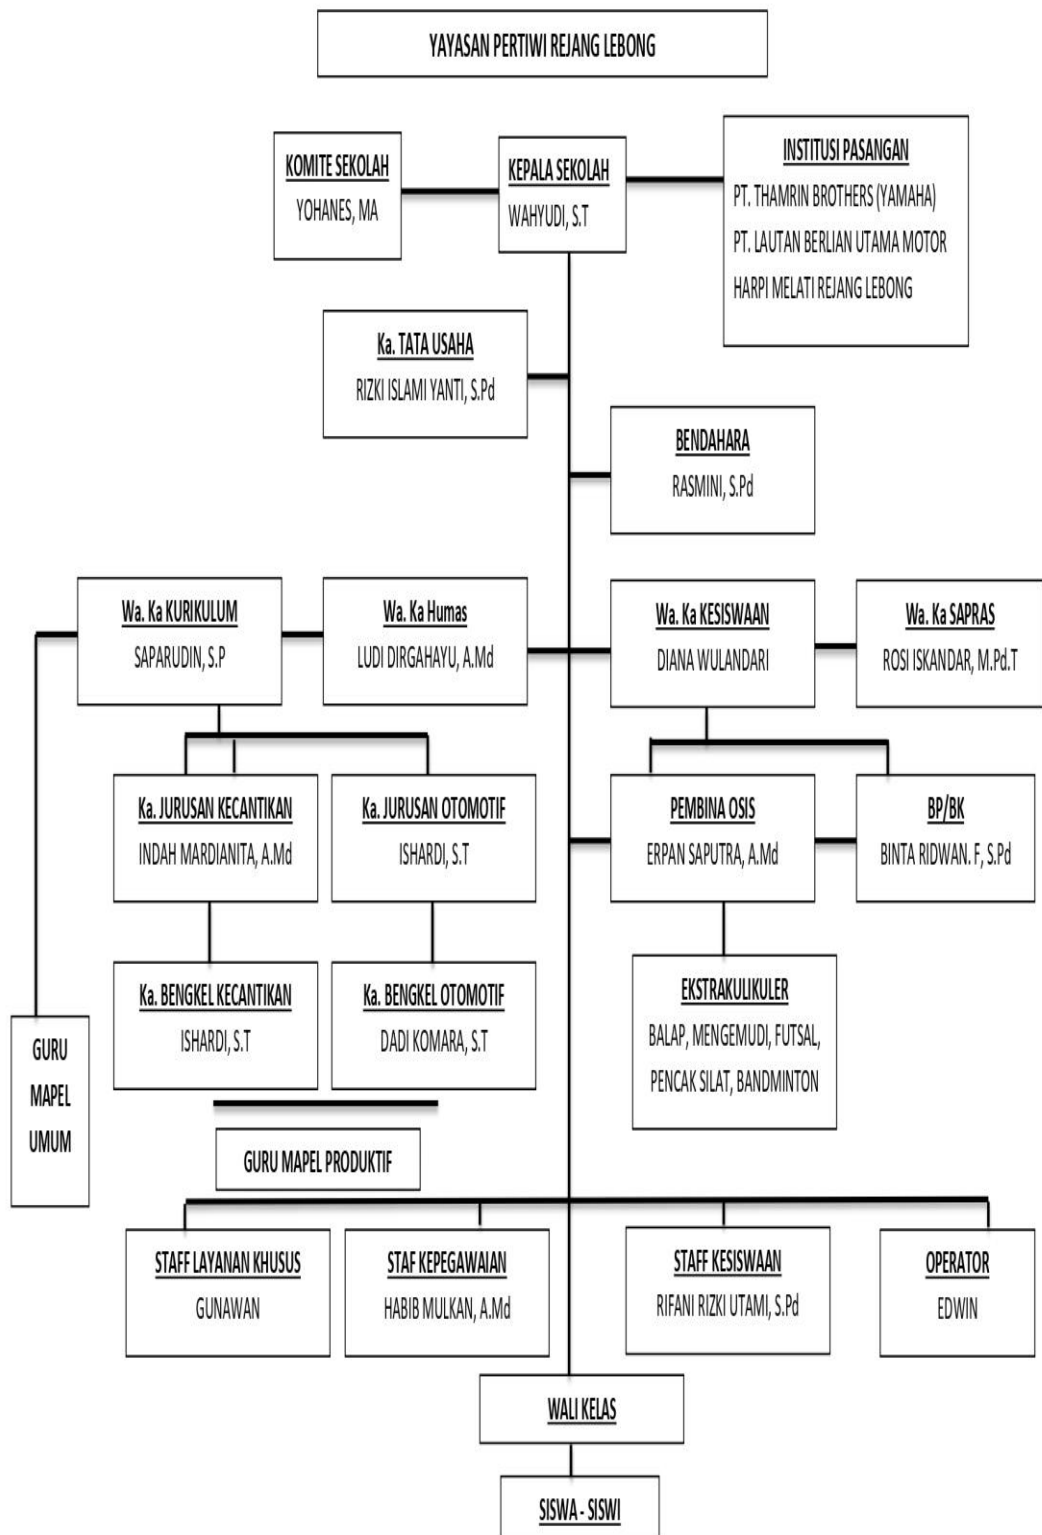 YAYASAN PERTIWI REJANG LEBONG
KOMITE SEKOLAH
YOHANES, MA
KEPALA SEKOLAH
WAHYUDI, S.T
INSTITUSI PASANGAN
PT. THAMRIN BROTHERS (YAMAHA)
PT. LAUTAN BERLIAN UTAMA MOTOR
HARPI MELATI REJANG LEBONG
Ka. TATA USAHA
RIZKI ISLAMI YANTI, S.Pd
BENDAHARA
RASMINI, S.Pd
Wa. Ka KURIKULUM
SAPARUDIN, S.P
Wa. Ka Humas
LUDI DIRGAHAYU, A.Md
Wa. Ka KESISWAAN
DIANA WULANDARI
Wa. Ka SAPRAS
ROSI ISKANDAR, M.Pd.T
Ka. JURUSAN KECANTIKAN
INDAH MARDIANITA, A.Md
Ka. JURUSAN OTOMOTIF
ISHARDI, S.T
PEMBINA OSIS
ERPAN SAPUTRA, A.Md
BP/BK
BINTA RIDWAN. F, S.Pd
Ka. BENGKEL KECANTIKAN
ISHARDI, S.T
Ka. BENGKEL OTOMOTIF
DADI KOMARA, S.T
EKSTRAKULIKULER
BALAP, MENGEMUDI, FUTSAL,
PENCAK SILAT, BANDMINTON
GURU
MAPEL
UMUM
GURU MAPEL PRODUKTIF
STAFF LAYANAN KHUSUS
GUNAWAN
STAF KEPEGAWAIAN
HABIB MULKAN, A.Md
STAFF KESISWAAN
RIFANI RIZKI UTAMI, S.Pd
OPERATOR
EDWIN
WALI KELAS
SISWA - SISWI